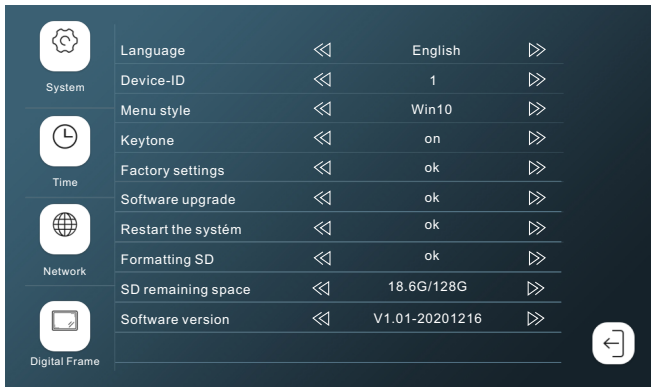 System
Time
Network
Digital Frame
Language English
Device-ID 1
Menu style Win10
Keytone on
Factory settings ok
Software upgrade ok
Restart the systém ok
Formatting SD ok
SD remaining space 18.6G/128G
Software version V1.01-20201216